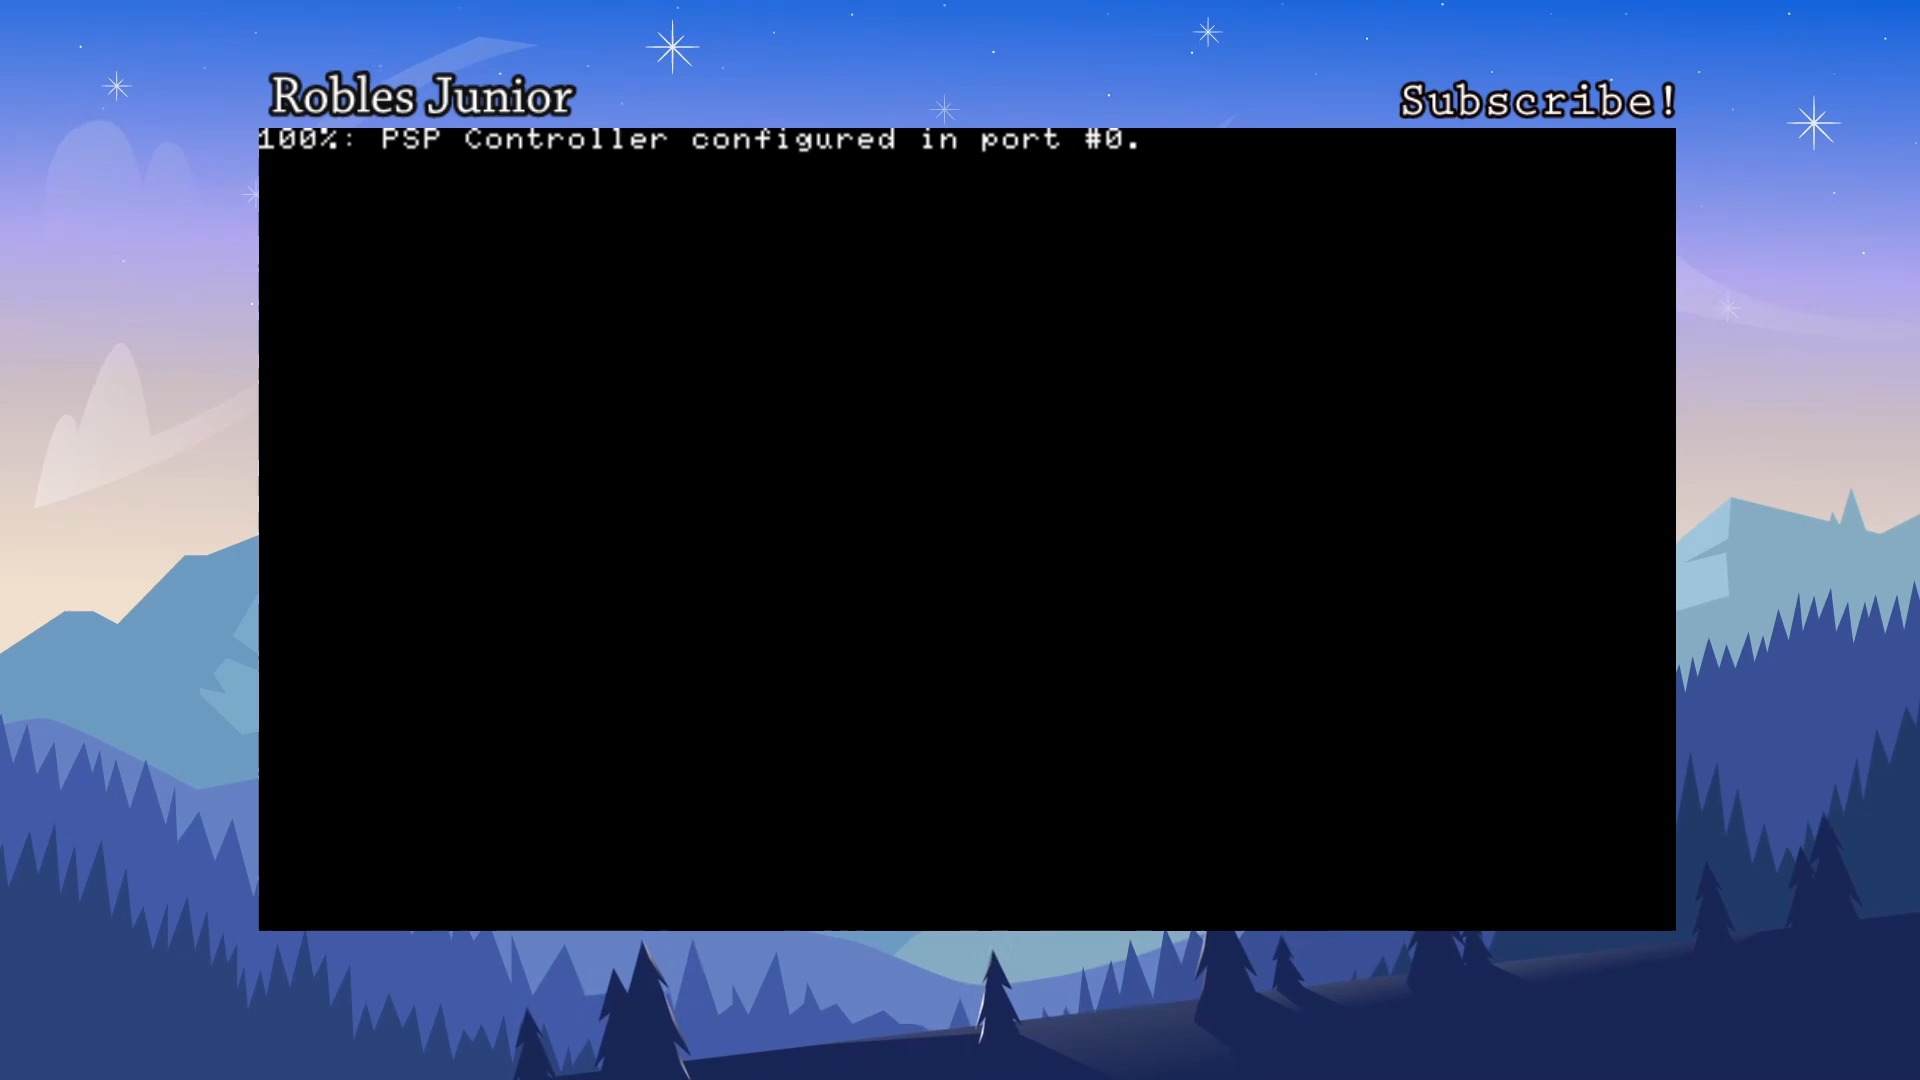 Robles Junior
Subscribe!
100%: PSP Controller configured in port #0.